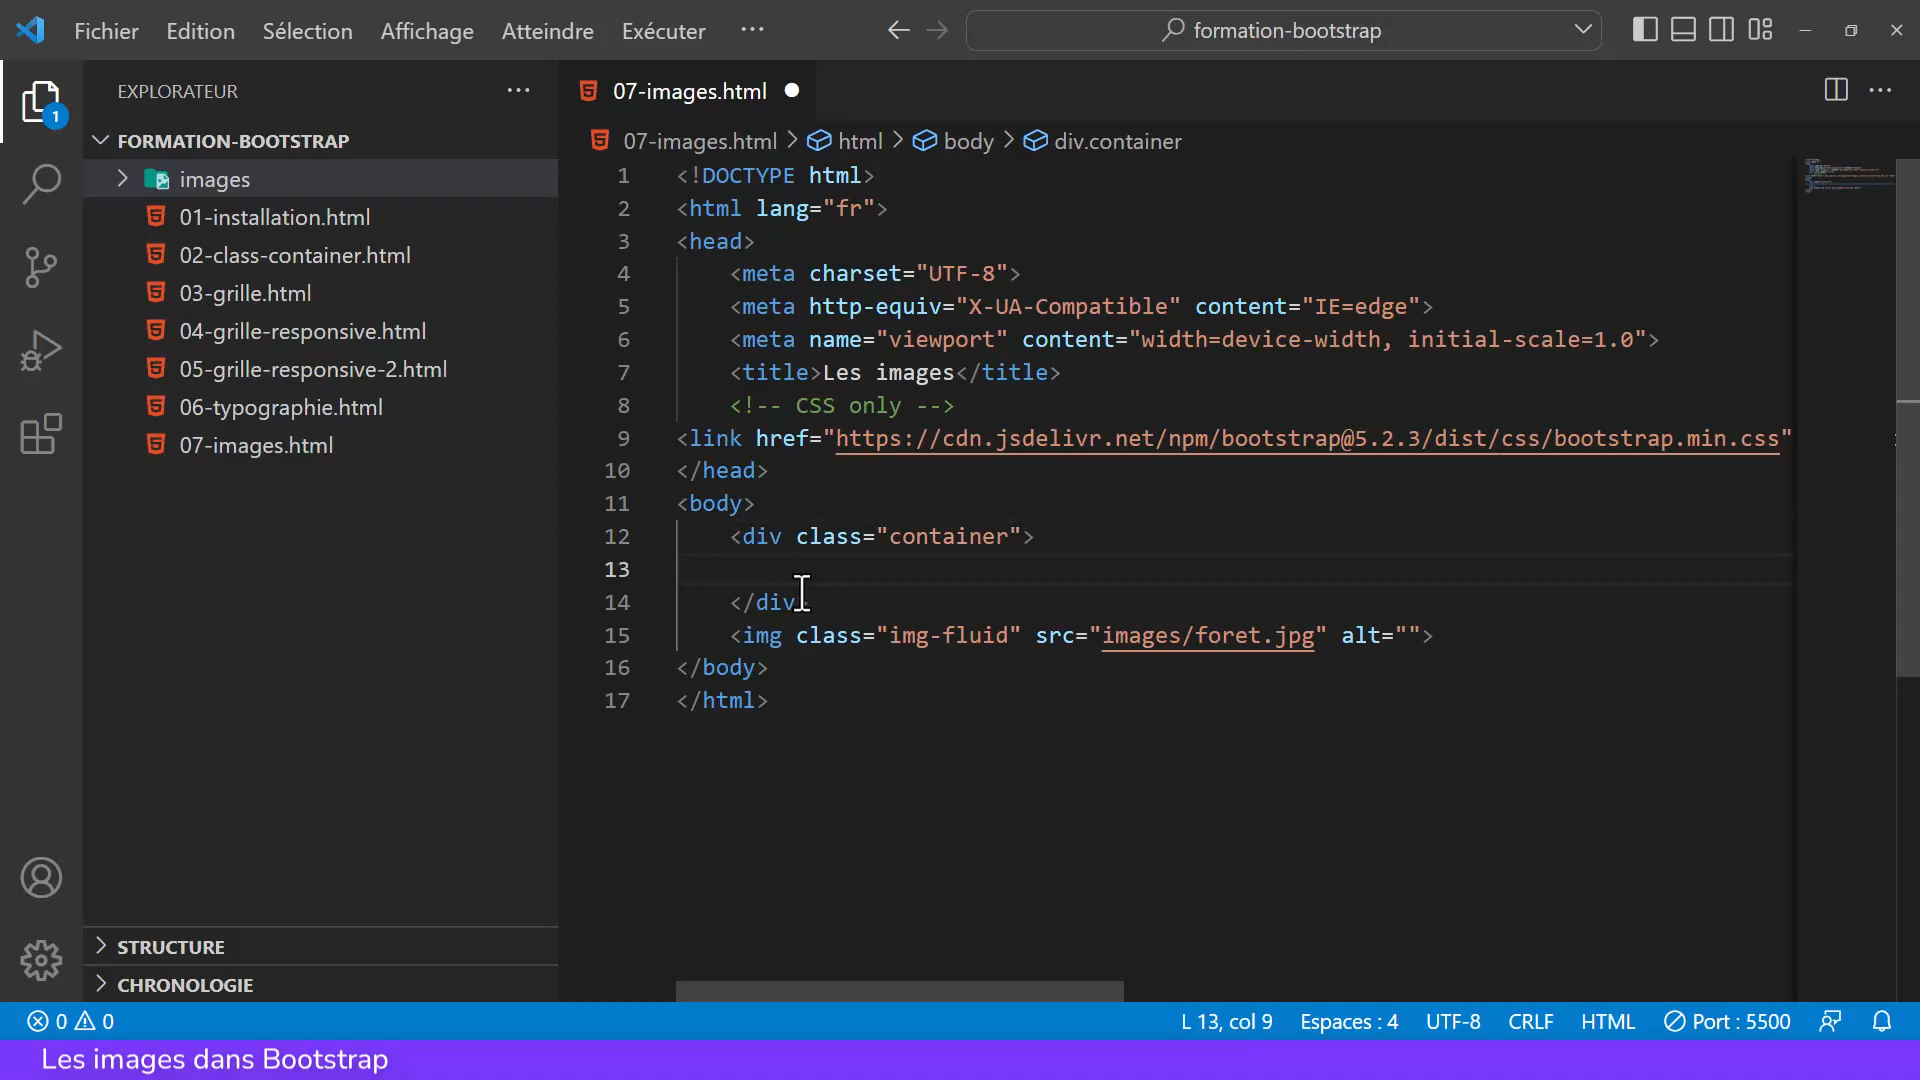 Fichier Edition Sélection Affichage Atteindre Exécuter ··· formation-bootstrap
EXPLORATEUR ···
FORMATION-BOOTSTRAP
images
01-installation.html
02-class-container.html
03-grille.html
04-grille-responsive.html
05-grille-responsive-2.html
06-typographie.html
07-images.html
STRUCTURE
CHRONOLOGIE
1
07-images.html
07-images.html > html > body > div.container
1 <!DOCTYPE html>
2 <html lang="fr">
3 <head>
4 <meta charset="UTF-8">
5 <meta http-equiv="X-UA-Compatible" content="IE=edge">
6 <meta name="viewport" content="width=device-width, initial-scale=1.0">
7 <title>Les images</title>
8 <!-- CSS only -->
9 <link href="https://cdn.jsdelivr.net/npm/bootstrap@5.2.3/dist/css/bootstrap.min.css"
10 </head>
11 <body>
12 <div class="container">
13
14 </div>
15 <img class="img-fluid" src="images/foret.jpg" alt="">
16 </body>
17 </html>
0 0 L 13, col 9 Espaces : 4 UTF-8 CRLF HTML Port : 5500
Les images dans Bootstrap